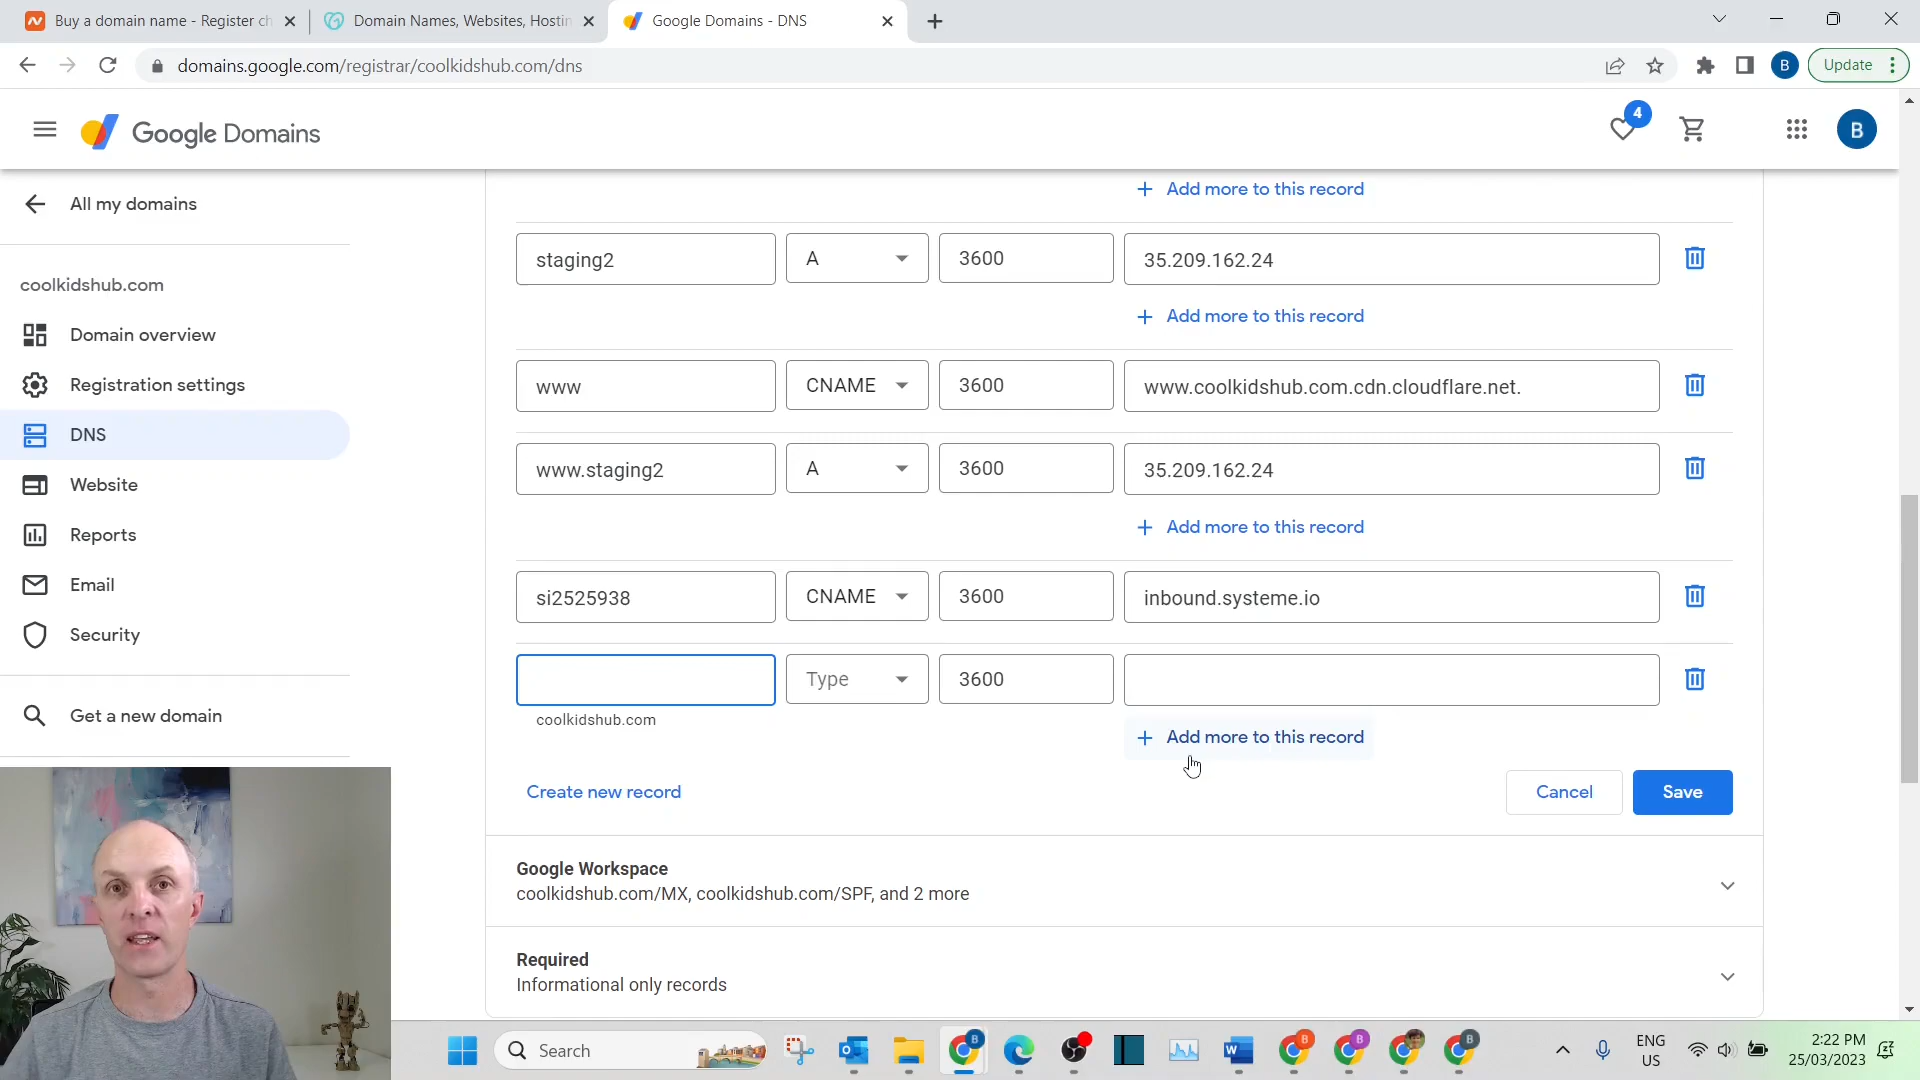 Buy a domain name - Register ch
Domain Names, Websites, Hostin
Google Domains - DNS
domains.google.com/registrar/coolkidshub.com/dns
B
Update
Google Domains
4
B
All my domains
coolkidshub.com
Domain overview
Registration settings
DNS
Website
Reports
Email
Security
Get a new domain
+ Add more to this record
staging2
A
3600
35.209.162.24
+ Add more to this record
www
CNAME
3600
www.coolkidshub.com.cdn.cloudflare.net.
www.staging2
A
3600
35.209.162.24
+ Add more to this record
si2525938
CNAME
3600
inbound.systeme.io
Type
3600
coolkidshub.com
+ Add more to this record
Create new record
Cancel
Save
Google Workspace
coolkidshub.com/MX, coolkidshub.com/SPF, and 2 more
Required
Informational only records
Search
B
B
B
B
ENG
US
2:22 PM
25/03/2023